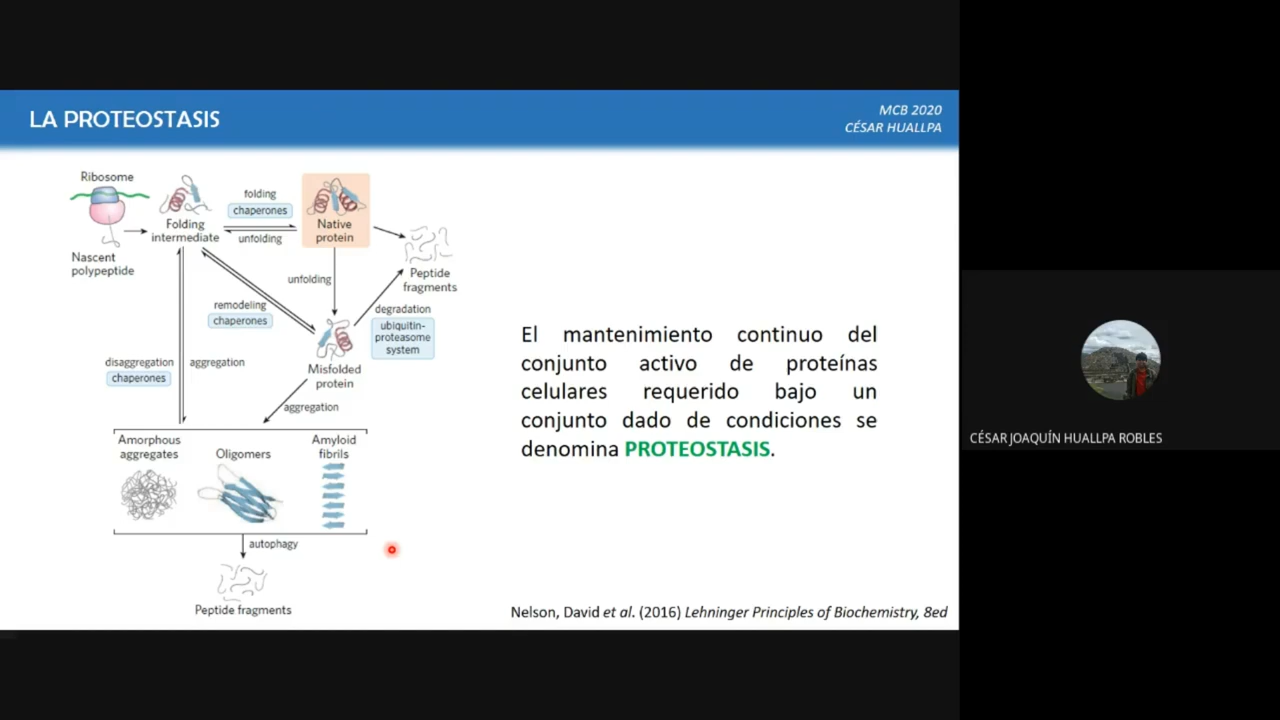 LA PROTEOSTASIS
MCB 2020
CÉSAR HUALLPA
Ribosome
Nascent
polypeptide
Folding
intermediate
folding
chaperones
unfolding
Native
protein
Peptide
fragments
unfolding
remodeling
chaperones
degradation
ubiquitin-
proteasome
system
Misfolded
protein
disaggregation
chaperones
aggregation
aggregation
Amorphous
aggregates
Oligomers
Amyloid
fibrils
autophagy
Peptide fragments
El mantenimiento continuo del
conjunto activo de proteínas
celulares requerido bajo un
conjunto dado de condiciones se
denomina PROTEOSTASIS.
Nelson, David et al. (2016) Lehninger Principles of Biochemistry, 8ed
CÉSAR JOAQUÍN HUALLPA ROBLES